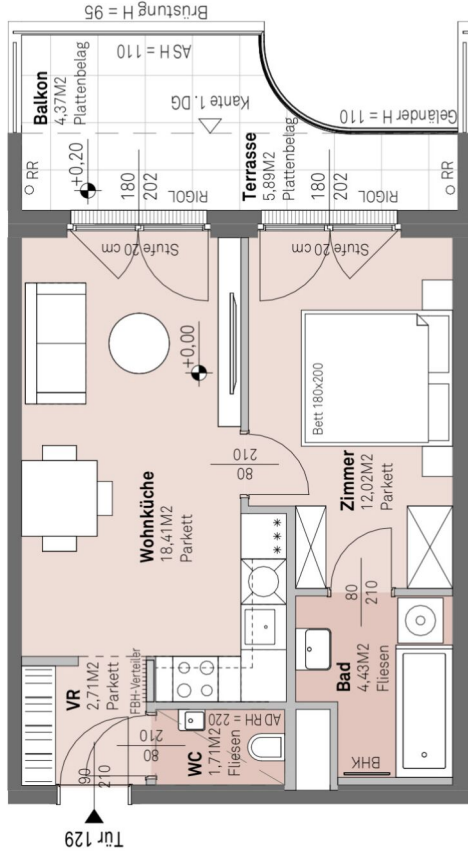 Brüstung H = 95
ASH = 110
Balkon
4,37M2
Plattenbelag
Kante 1. DG
Geländer H = 110
RR
+0,20
180
202
RIGOL
Terrasse
5,89M2
Plattenbelag
180
202
RIGOL
RR
Stufe 20 cm
Stufe 20 cm
+0,00
Bett 180x200
80
210
Wohnküche
18,41M2
Parkett
Zimmer
12,02M2
Parkett
80
210
VR
2,71M2
Parkett
FBH-Verteiler
Bad
4,43M2
Fliesen
90
210
80
210
WC
1,71M2
Fliesen
AD RH = 220
BHK
Tür 129